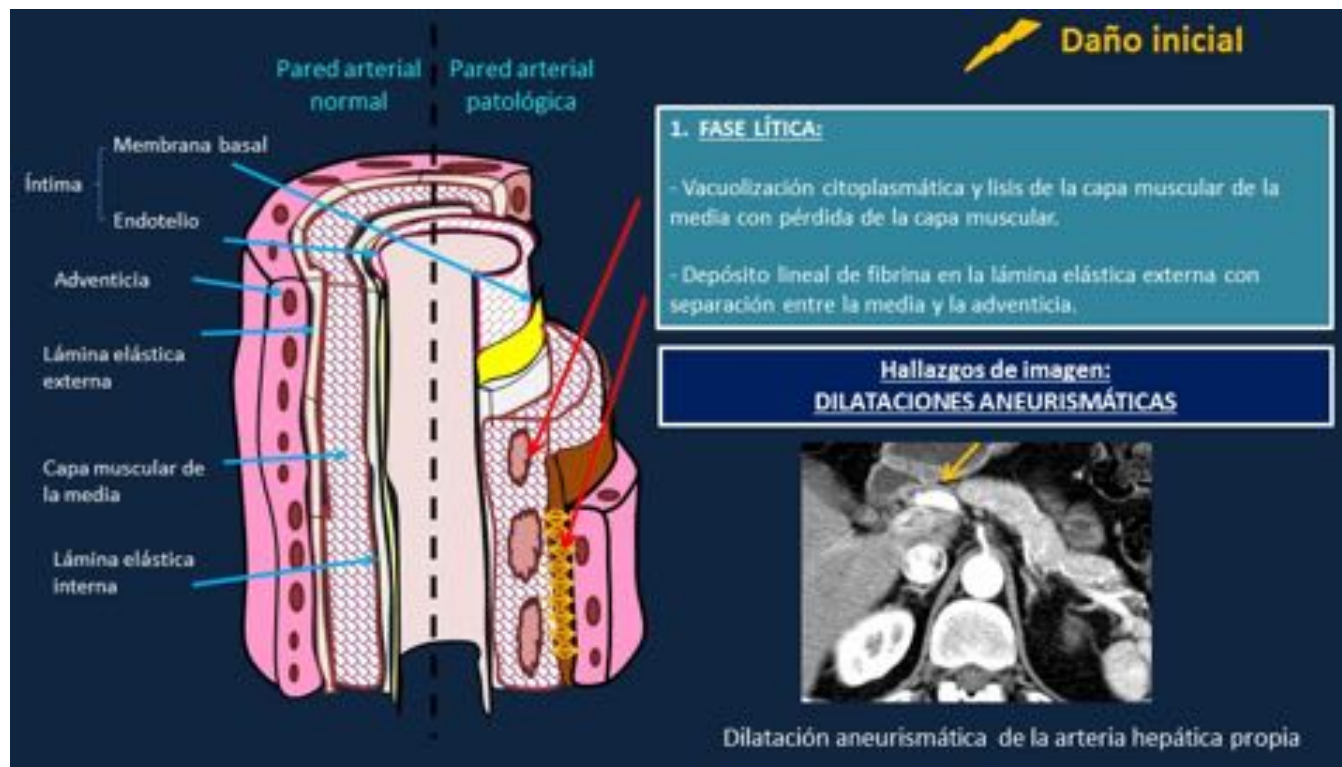 Daño inicial
Pared arterial
normal
Pared arterial
patológica
Membrana basal
Íntima
Endotelio
Adventicia
Lámina elástica
externa
Capa muscular de
la media
Lámina elástica
interna
1. FASE LÍTICA:
- Vacuolización citoplasmática y lisis de la capa muscular de la
media con pérdida de la capa muscular.
- Depósito lineal de fibrina en la lámina elástica externa con
separación entre la media y la adventicia.
Hallazgos de imagen:
DILATACIONES ANEURISMÁTICAS
Dilatación aneurismática de la arteria hepática propia